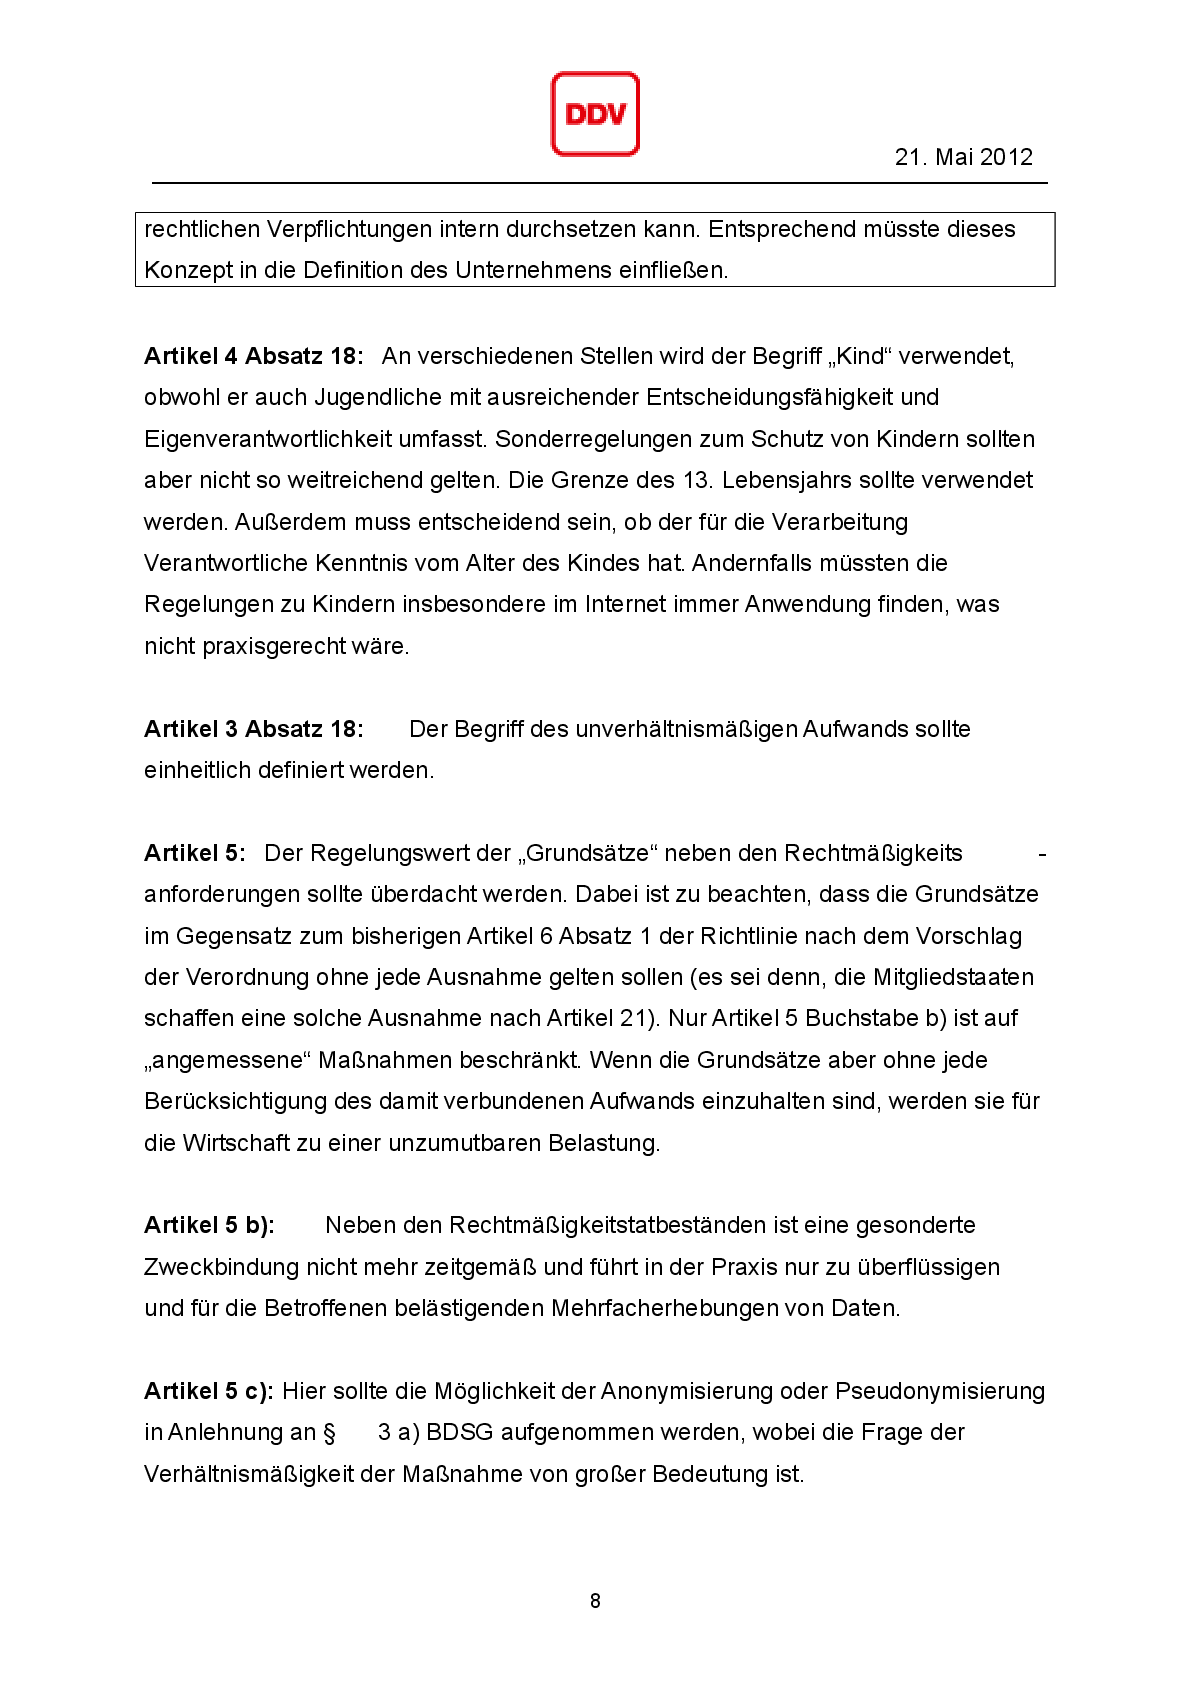 DDV
21. Mai 2012
rechtlichen Verpflichtungen intern durchsetzen kann. Entsprechend müsste dieses
Konzept in die Definition des Unternehmens einfließen.
Artikel 4 Absatz 18: An verschiedenen Stellen wird der Begriff „Kind“ verwendet,
obwohl er auch Jugendliche mit ausreichender Entscheidungsfähigkeit und
Eigenverantwortlichkeit umfasst. Sonderregelungen zum Schutz von Kindern sollten
aber nicht so weitreichend gelten. Die Grenze des 13. Lebensjahrs sollte verwendet
werden. Außerdem muss entscheidend sein, ob der für die Verarbeitung
Verantwortliche Kenntnis vom Alter des Kindes hat. Andernfalls müssten die
Regelungen zu Kindern insbesondere im Internet immer Anwendung finden, was
nicht praxisgerecht wäre.
Artikel 3 Absatz 18: Der Begriff des unverhältnismäßigen Aufwands sollte
einheitlich definiert werden.
Artikel 5: Der Regelungswert der „Grundsätze“ neben den Rechtmäßigkeits -
anforderungen sollte überdacht werden. Dabei ist zu beachten, dass die Grundsätze
im Gegensatz zum bisherigen Artikel 6 Absatz 1 der Richtlinie nach dem Vorschlag
der Verordnung ohne jede Ausnahme gelten sollen (es sei denn, die Mitgliedstaaten
schaffen eine solche Ausnahme nach Artikel 21). Nur Artikel 5 Buchstabe b) ist auf
„angemessene“ Maßnahmen beschränkt. Wenn die Grundsätze aber ohne jede
Berücksichtigung des damit verbundenen Aufwands einzuhalten sind, werden sie für
die Wirtschaft zu einer unzumutbaren Belastung.
Artikel 5 b): Neben den Rechtmäßigkeitstatbeständen ist eine gesonderte
Zweckbindung nicht mehr zeitgemäß und führt in der Praxis nur zu überflüssigen
und für die Betroffenen belästigenden Mehrfacherhebungen von Daten.
Artikel 5 c): Hier sollte die Möglichkeit der Anonymisierung oder Pseudonymisierung
in Anlehnung an § 3 a) BDSG aufgenommen werden, wobei die Frage der
Verhältnismäßigkeit der Maßnahme von großer Bedeutung ist.
8